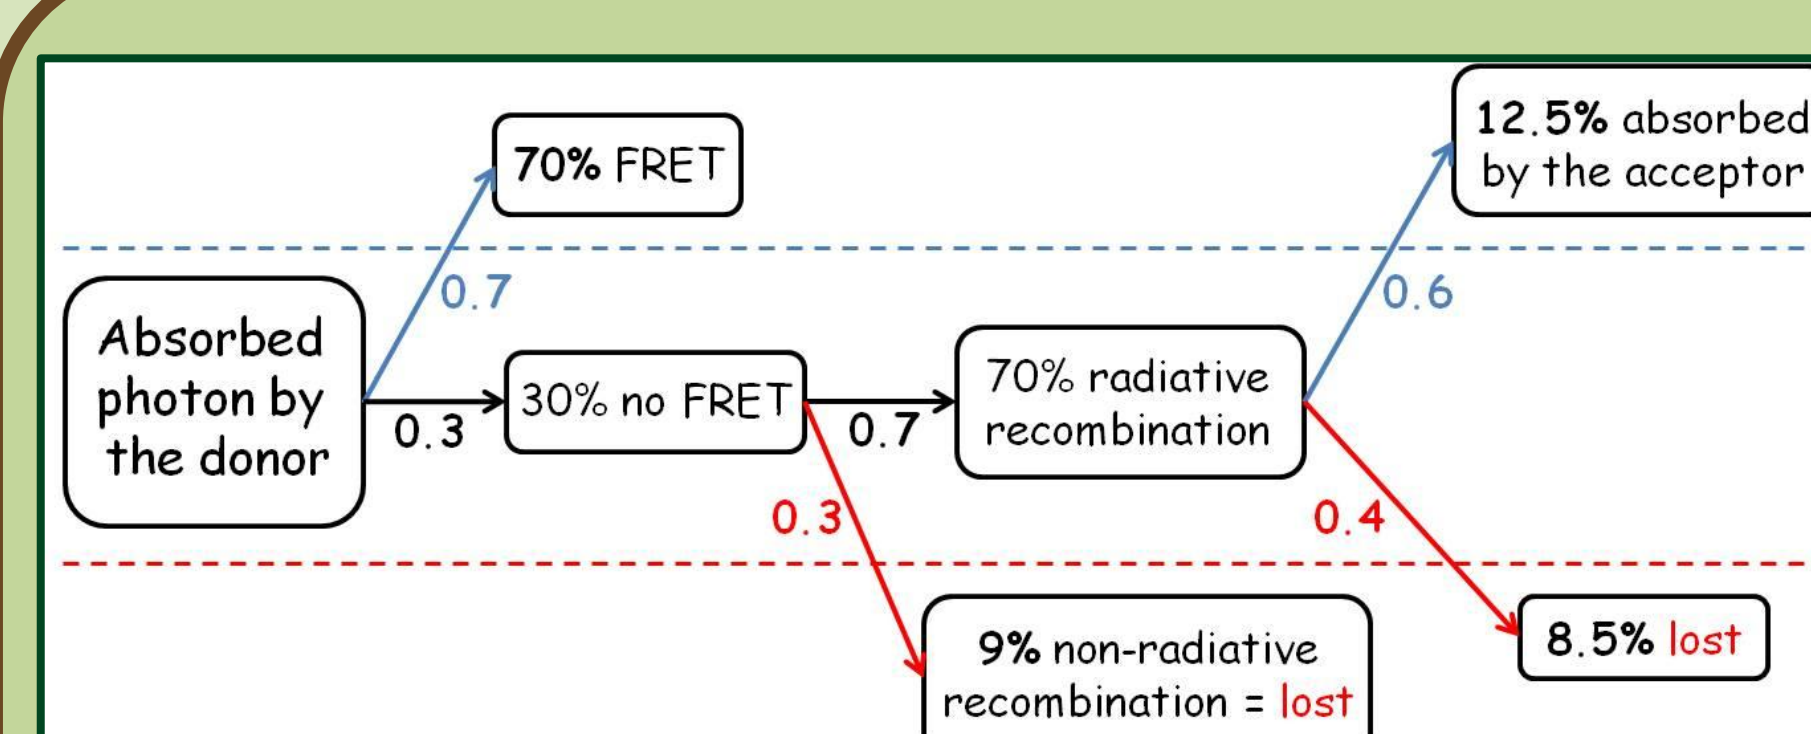 70% FRET
12.5% absorbed
by the acceptor
0.7
0.6
Absorbed
photon by
the donor
0.3
30% no FRET
0.7
70% radiative
recombination
0.3
0.4
9% non-radiative
recombination = lost
8.5% lost